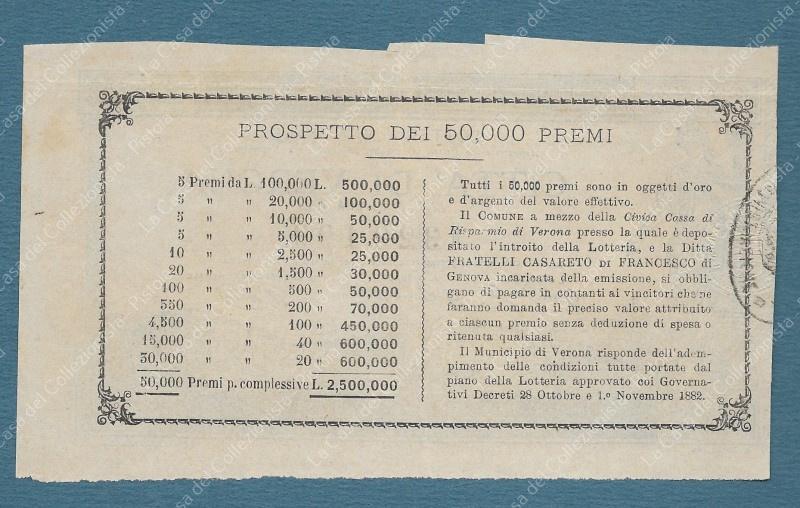 PROSPETTO DEI 50,000 PREMI
5 Premi da L. 100,000 L. 500,000
5 " " 20,000 " 100,000
5 " " 10,000 " 50,000
5 " " 5,000 " 25,000
10 " " 2,500 " 25,000
20 " " 1,500 " 30,000
100 " " 500 " 50,000
350 " " 200 " 70,000
4,500 " " 100 " 450,000
15,000 " " 40 " 600,000
30,000 " " 20 " 600,000
50,000 Premi p. complessive L. 2,500,000
Tutti i 50,000 premi sono in oggetti d'oro
e d'argento del valore effettivo.
Il COMUNE a mezzo della Civica Cassa di
Risparmio di Verona presso la quale è depo-
sitato l'introito della Lotteria, e la Ditta
FRATELLI CASARETO DI FRANCESCO di
GENOVA incaricata della emissione, si obbli-
gano di pagare in contanti ai vincitori che ne
faranno domanda il preciso valore attribuito
a ciascun premio senza deduzione di spesa o
ritenuta qualsiasi.
Il Municipio di Verona risponde dell'adem-
pimento delle condizioni tutte portate dal
piano della Lotteria approvato coi Governa-
tivi Decreti 28 Ottobre e 1.º Novembre 1882.
La Casa del Collezionista - Pistoia